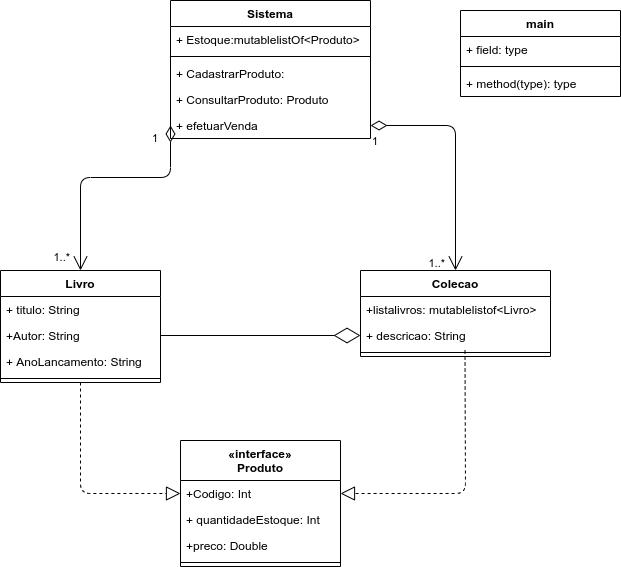 Sistema
+ Estoque:mutablelistOf<Produto>
+ CadastrarProduto:
+ ConsultarProduto: Produto
+ efetuarVenda
main
+ field: type
+ method(type): type
1
1
1..*
1..*
Livro
+ titulo: String
+Autor: String
+ AnoLancamento: String
Colecao
+listalivros: mutablelistof<Livro>
+ descricao: String
«interface»
Produto
+Codigo: Int
+ quantidadeEstoque: Int
+preco: Double